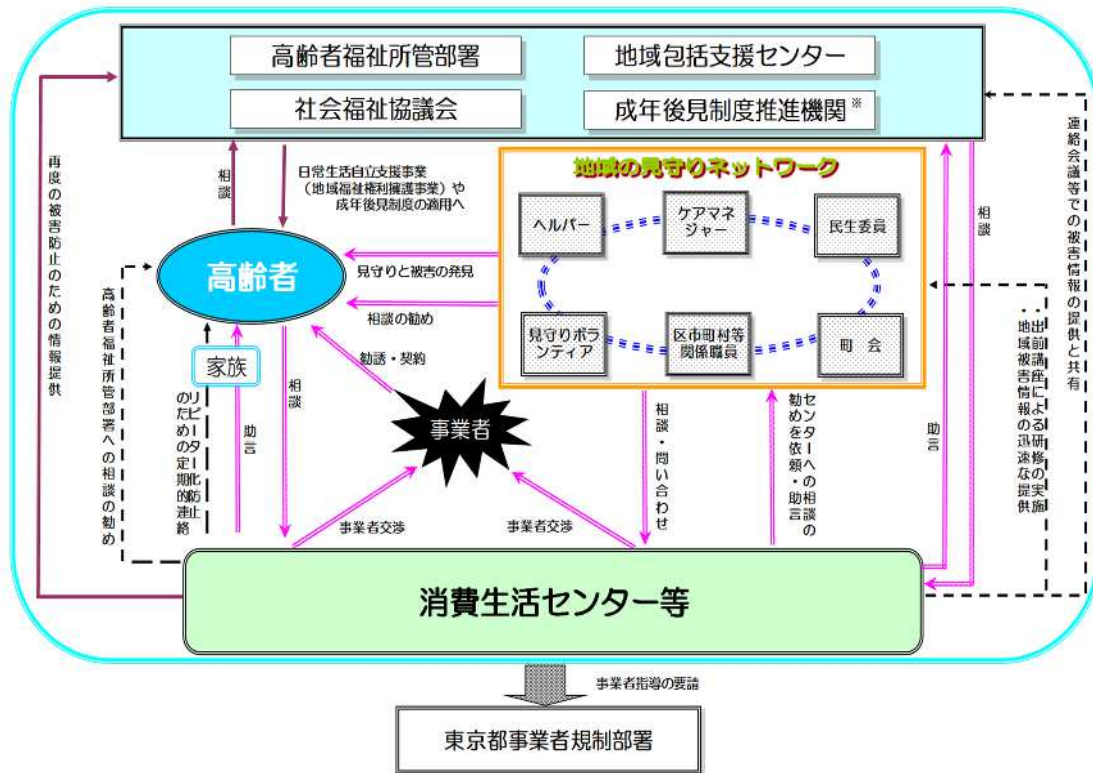 高齢者福祉所管部署
地域包括支援センター
社会福祉協議会
成年後見制度推進機関※
再度の被害防止のための情報提供
相談
日常生活自立支援事業
（地域福祉権利擁護事業）や
成年後見制度の適用へ
地域の見守りネットワーク
ヘルパー
ケアマネ
ジャー
民生委員
見守りボラ
ンティア
区市町村等
関係職員
町 会
相談
連絡会議等での被害情報の提供と共有
高齢者
見守りと被害の発見
相談の勧め
勧誘・契約
高齢者福祉所管部署への相談の勧め
リピーター化防止
のための定期的連絡
家族
助言
相談
事業者
相談・問い合わせ
センターへの相談の
勧めを依頼・助言
助言
・出前講座による研修の実施
・地域被害情報の迅速な提供
事業者交渉
事業者交渉
消費生活センター等
事業者指導の要請
東京都事業者規制部署